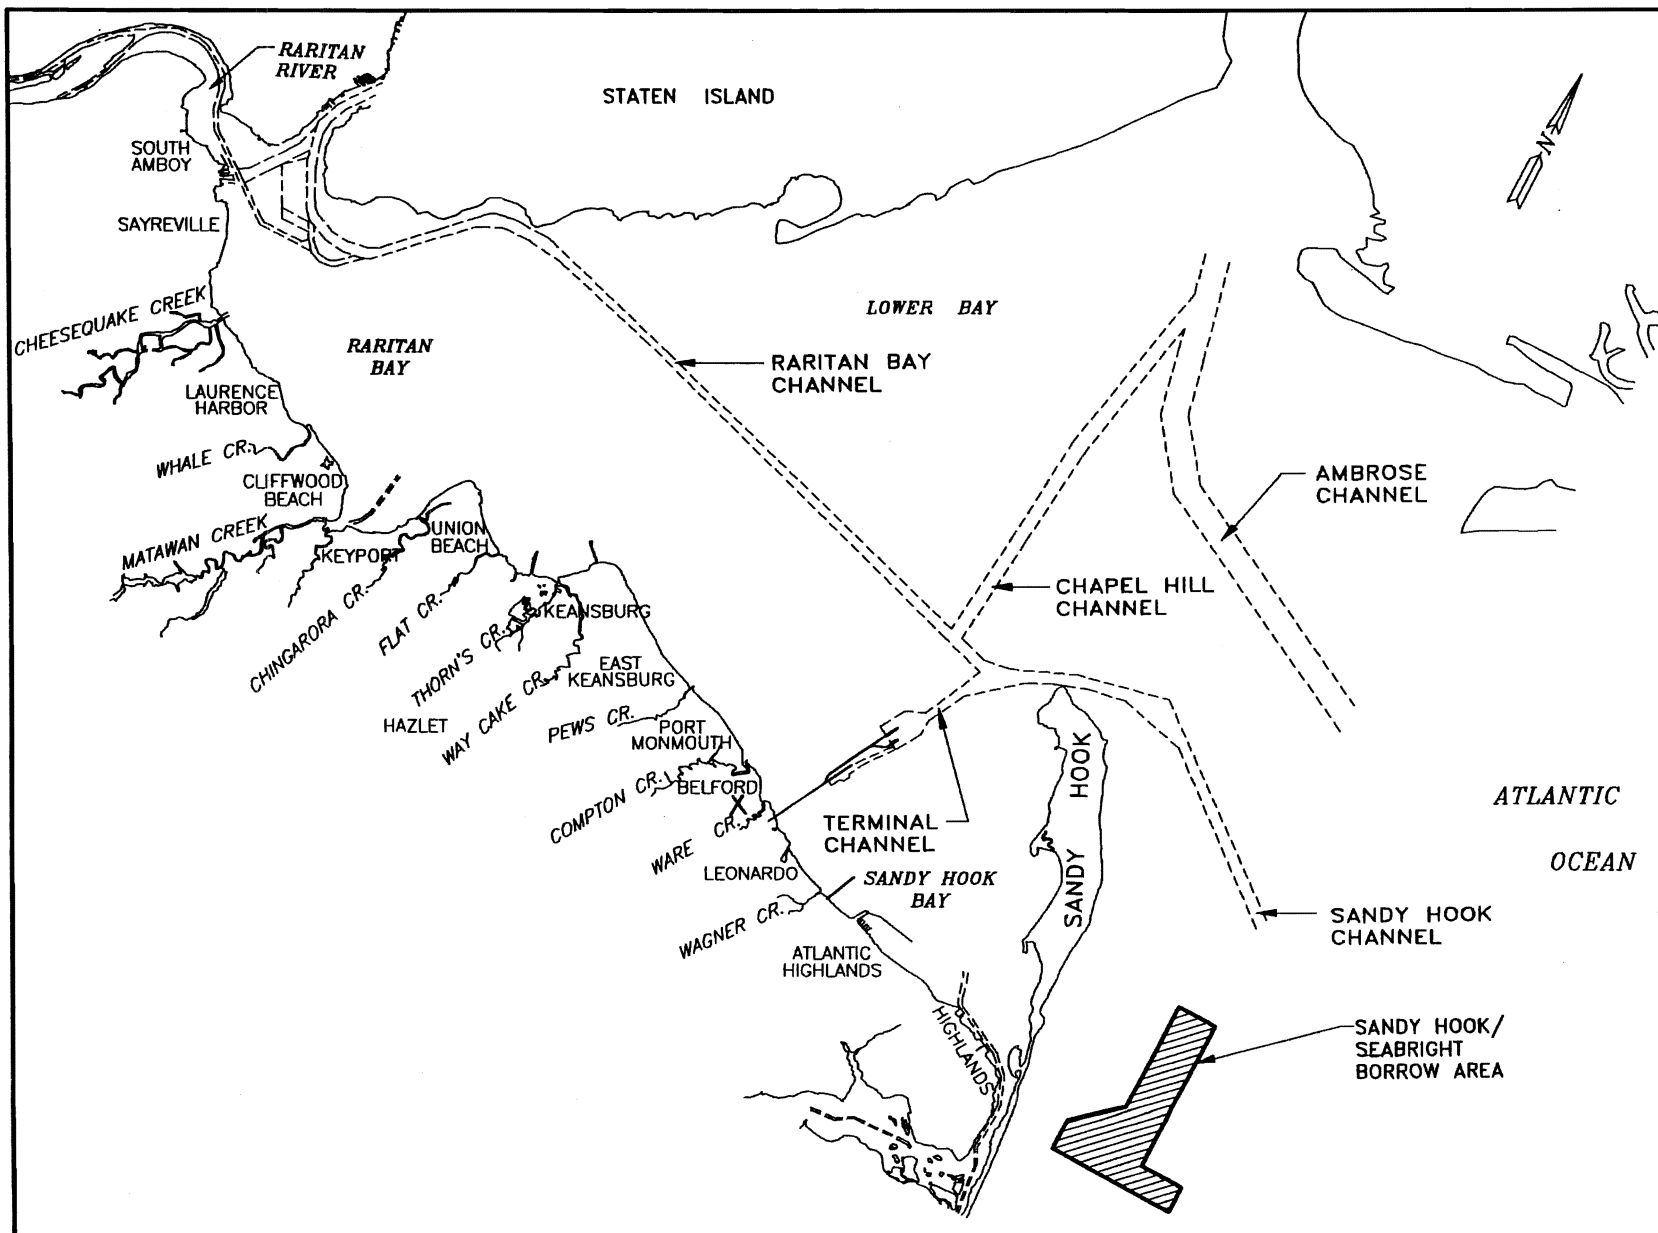 RARITAN
RIVER
STATEN ISLAND
N
SOUTH
AMBOY
SAYREVILLE
CHEESEQUAKE CREEK
LOWER BAY
RARITAN
BAY
RARITAN BAY
CHANNEL
LAURENCE
HARBOR
WHALE CR.
CLIFFWOOD
BEACH
AMBROSE
CHANNEL
MATAWAN CREEK
UNION
BEACH
KEYPORT
CHINGARORA CR.
FLAT CR.
CHAPEL HILL
CHANNEL
KEANSBURG
THORN'S CR.
EAST
KEANSBURG
WAY CAKE CR.
HAZLET
PEWS CR.
PORT
MONMOUTH
SANDY HOOK
BELFORD
COMPTON CR.
ATLANTIC
OCEAN
TERMINAL
CHANNEL
WARE CR.
LEONARDO
SANDY HOOK
BAY
WAGNER CR.
SANDY HOOK
CHANNEL
ATLANTIC
HIGHLANDS
HIGHLANDS
SANDY HOOK/
SEABRIGHT
BORROW AREA